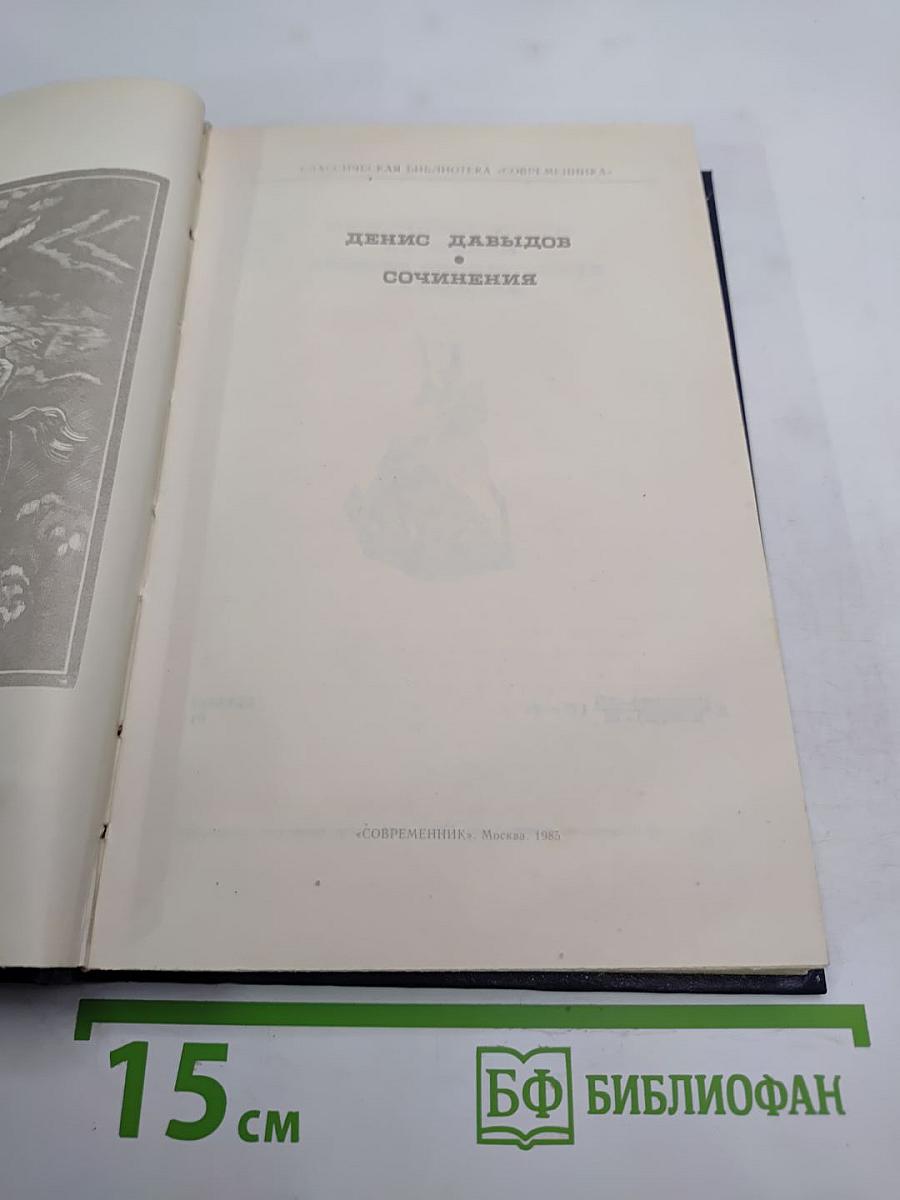 КЛАССИЧЕСКАЯ БИБЛИОТЕКА «СОВРЕМЕННИКА»
ДЕНИС ДАВЫДОВ
•
СОЧИНЕНИЯ
«СОВРЕМЕННИК». Москва. 1985
15 см
БФ БИБЛИОФАН